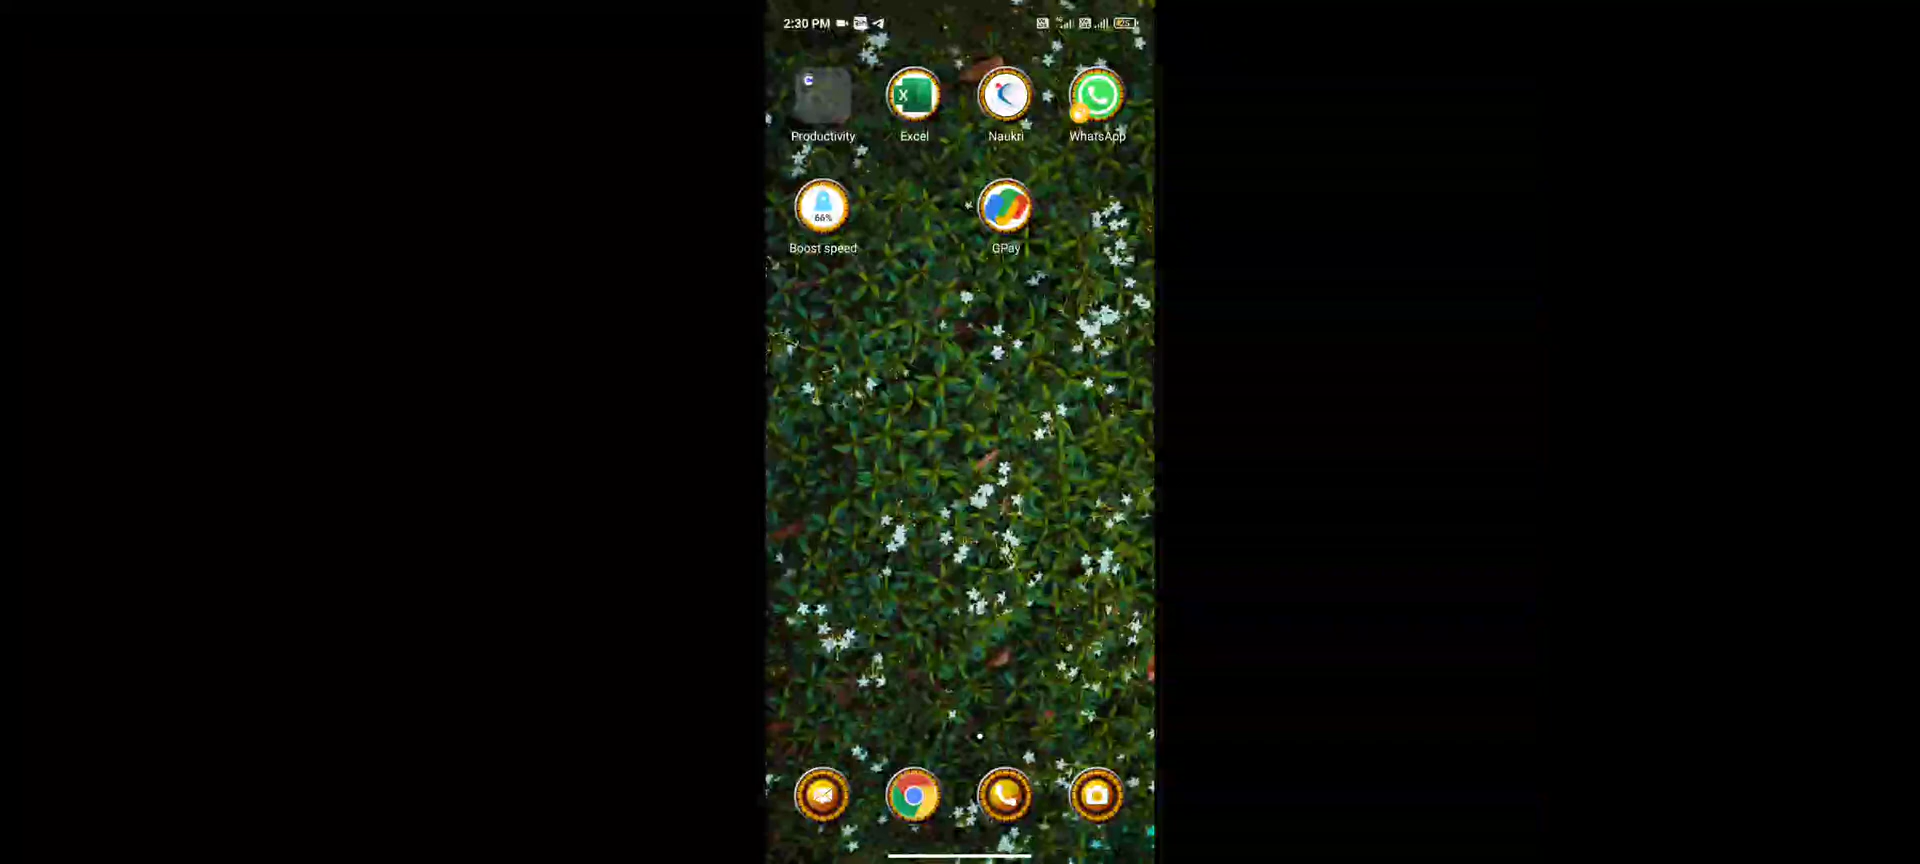 2:30 PM
Productivity Excel Naukri WhatsApp
66%
Boost speed GPay